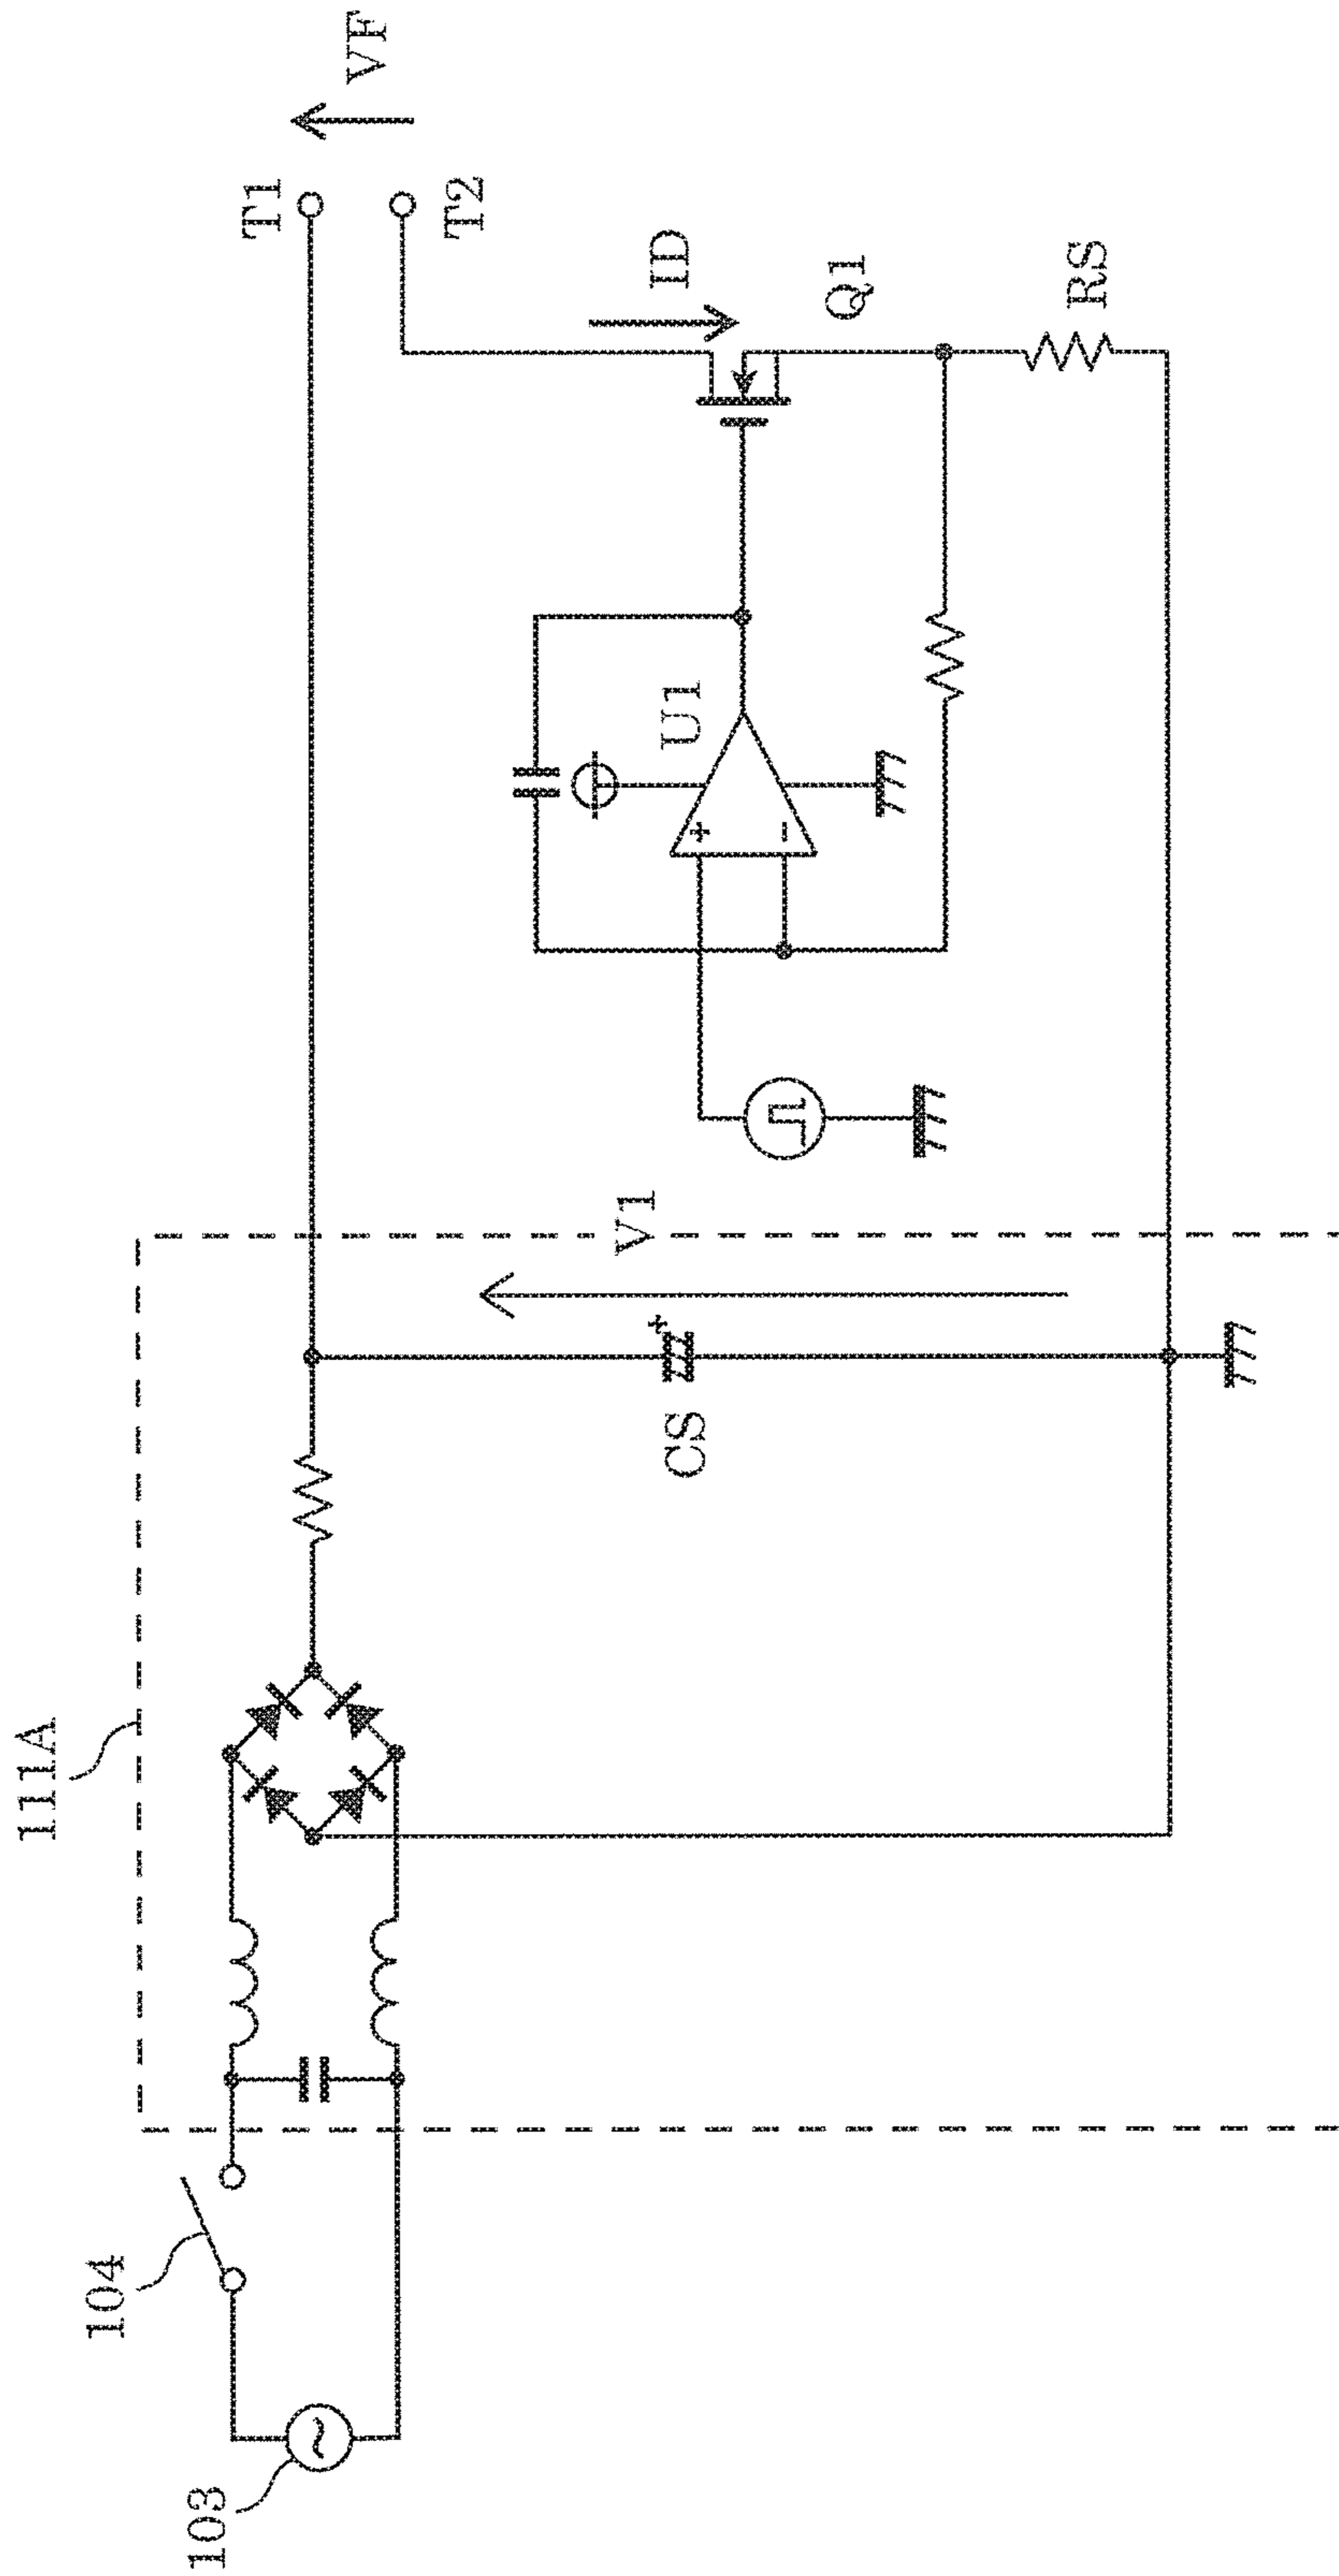 111A
103
104
CS
V1
U1
+
-
+
ID
Q1
RS
T1
T2
VF